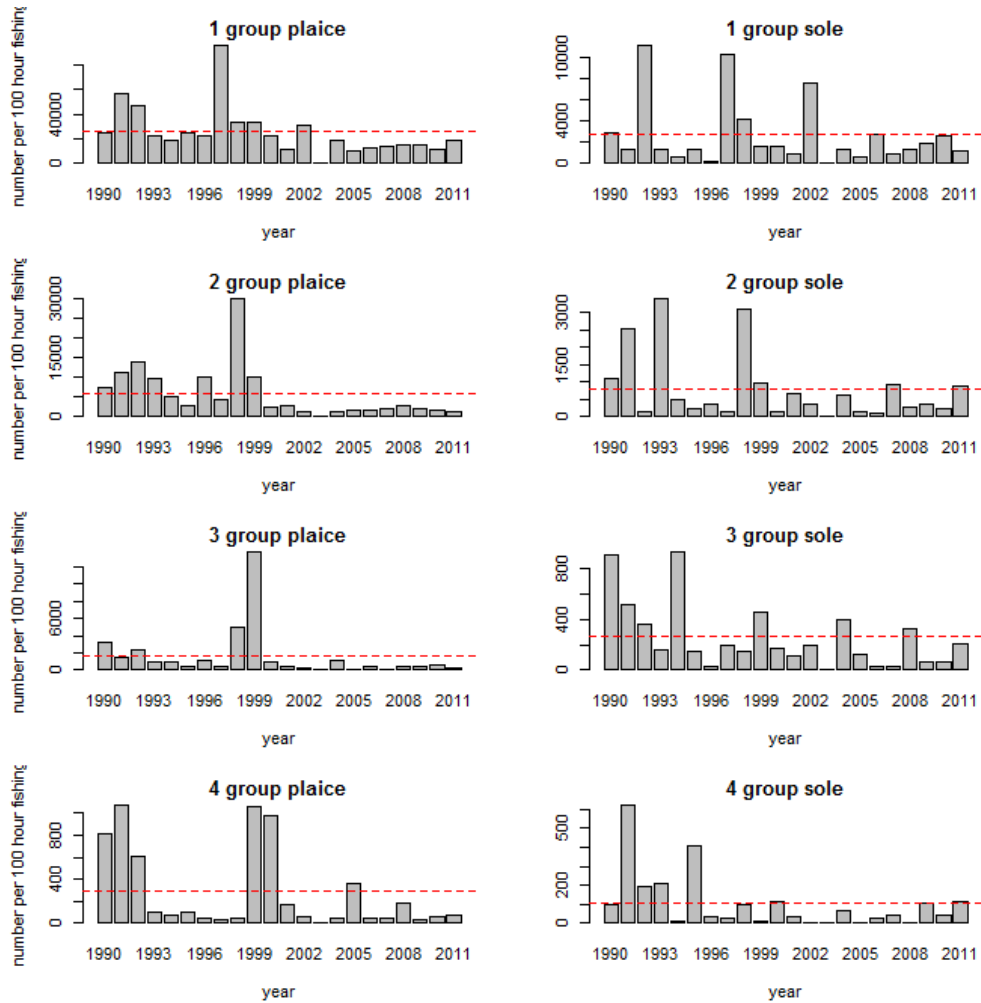 1 group plaice
number per 100 hour fishing
0 40000
1990 1993 1996 1999 2002 2005 2008 2011
year
1 group sole
0 4000 10000
1990 1993 1996 1999 2002 2005 2008 2011
year
2 group plaice
number per 100 hour fishing
0 15000 30000
1990 1993 1996 1999 2002 2005 2008 2011
year
2 group sole
0 1500 3000
1990 1993 1996 1999 2002 2005 2008 2011
year
3 group plaice
number per 100 hour fishing
0 6000
1990 1993 1996 1999 2002 2005 2008 2011
year
3 group sole
0 400 800
1990 1993 1996 1999 2002 2005 2008 2011
year
4 group plaice
number per 100 hour fishing
0 400 800
1990 1993 1996 1999 2002 2005 2008 2011
year
4 group sole
0 200 500
1990 1993 1996 1999 2002 2005 2008 2011
year